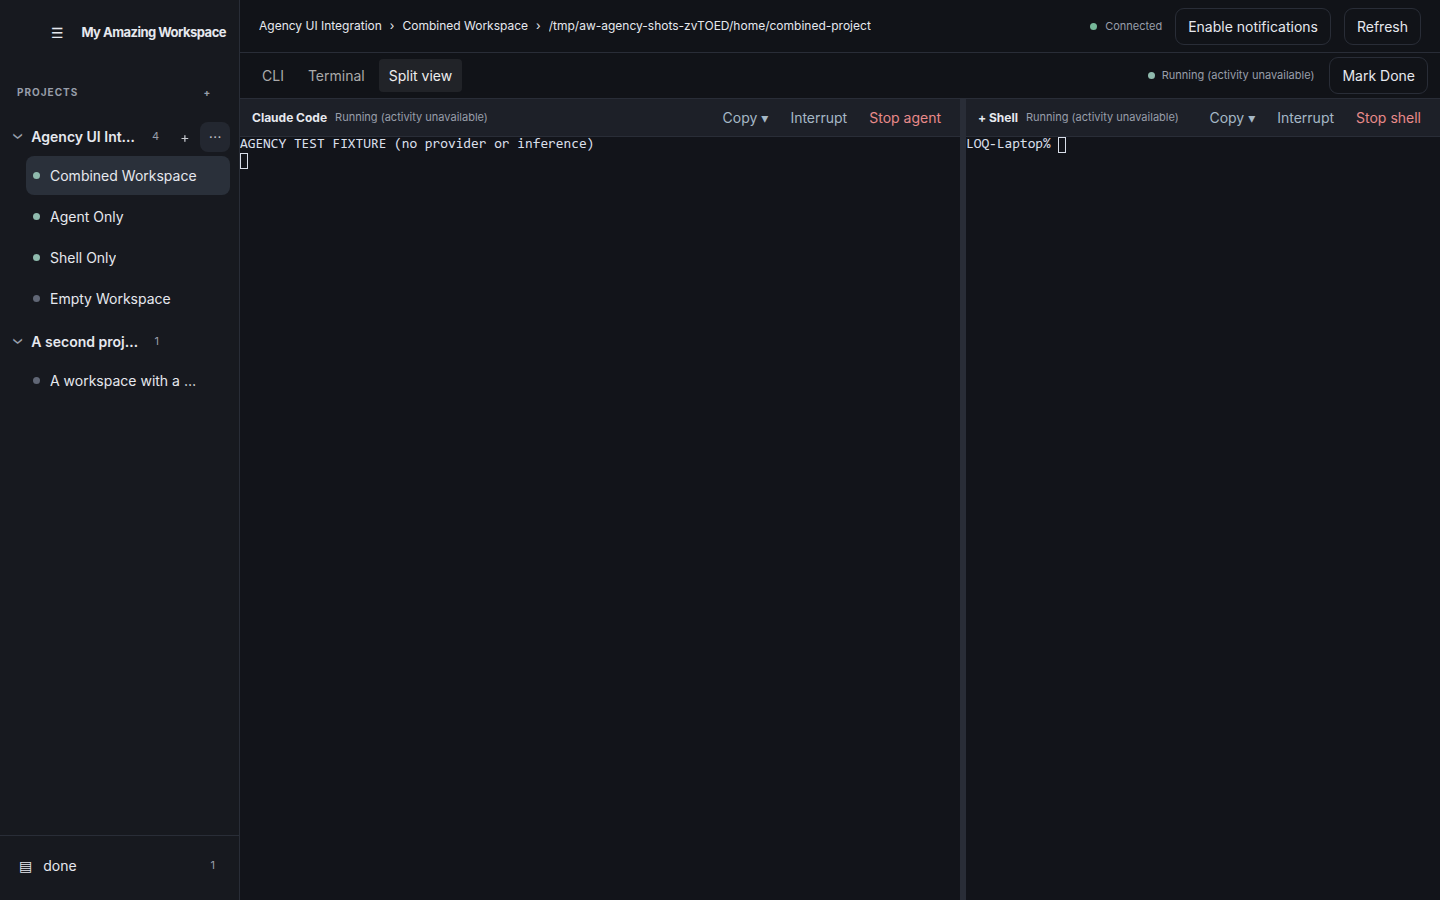 ☰ My Amazing Workspace
PROJECTS +
Agency UI Int... 4 + ...
Combined Workspace
Agent Only
Shell Only
Empty Workspace
A second proj... 1
A workspace with a ...
done 1
Agency UI Integration › Combined Workspace › /tmp/aw-agency-shots-zvTOED/home/combined-project
Connected Enable notifications Refresh
CLI Terminal Split view
Running (activity unavailable) Mark Done
Claude Code Running (activity unavailable) Copy ▾ Interrupt Stop agent
AGENCY TEST FIXTURE (no provider or inference)
+ Shell Running (activity unavailable) Copy ▾ Interrupt Stop shell
LOQ-Laptop%